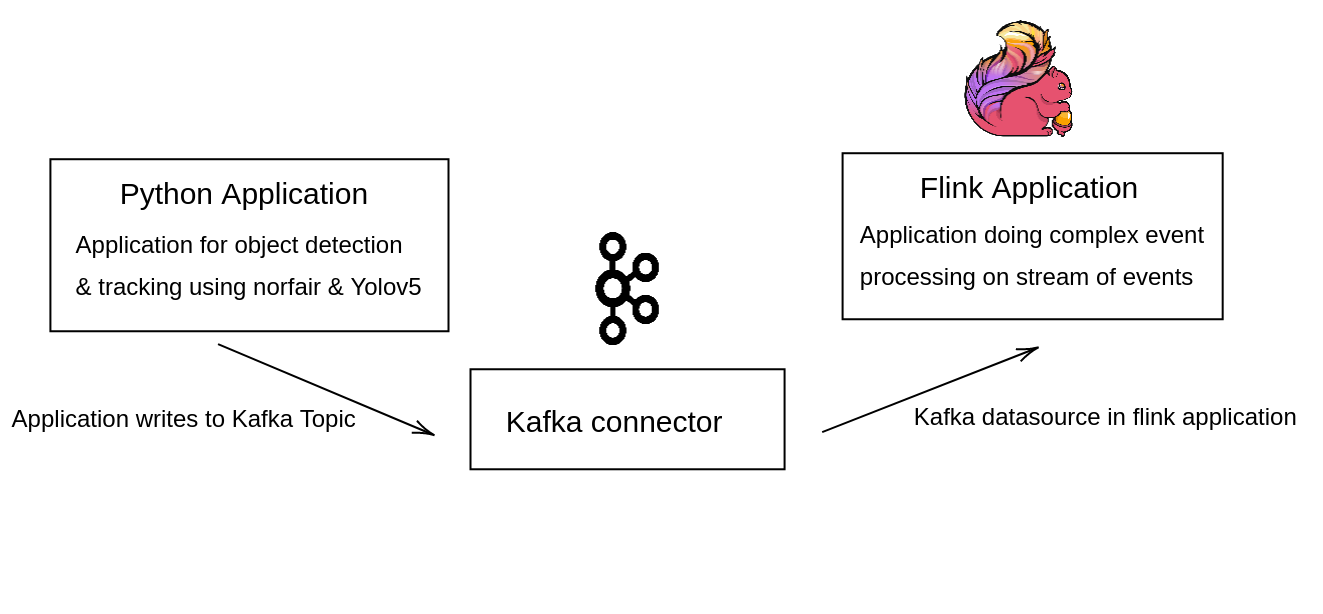 Python Application
Application for object detection
& tracking using norfair & Yolov5
Application writes to Kafka Topic
Kafka connector
Flink Application
Application doing complex event
processing on stream of events
Kafka datasource in flink application